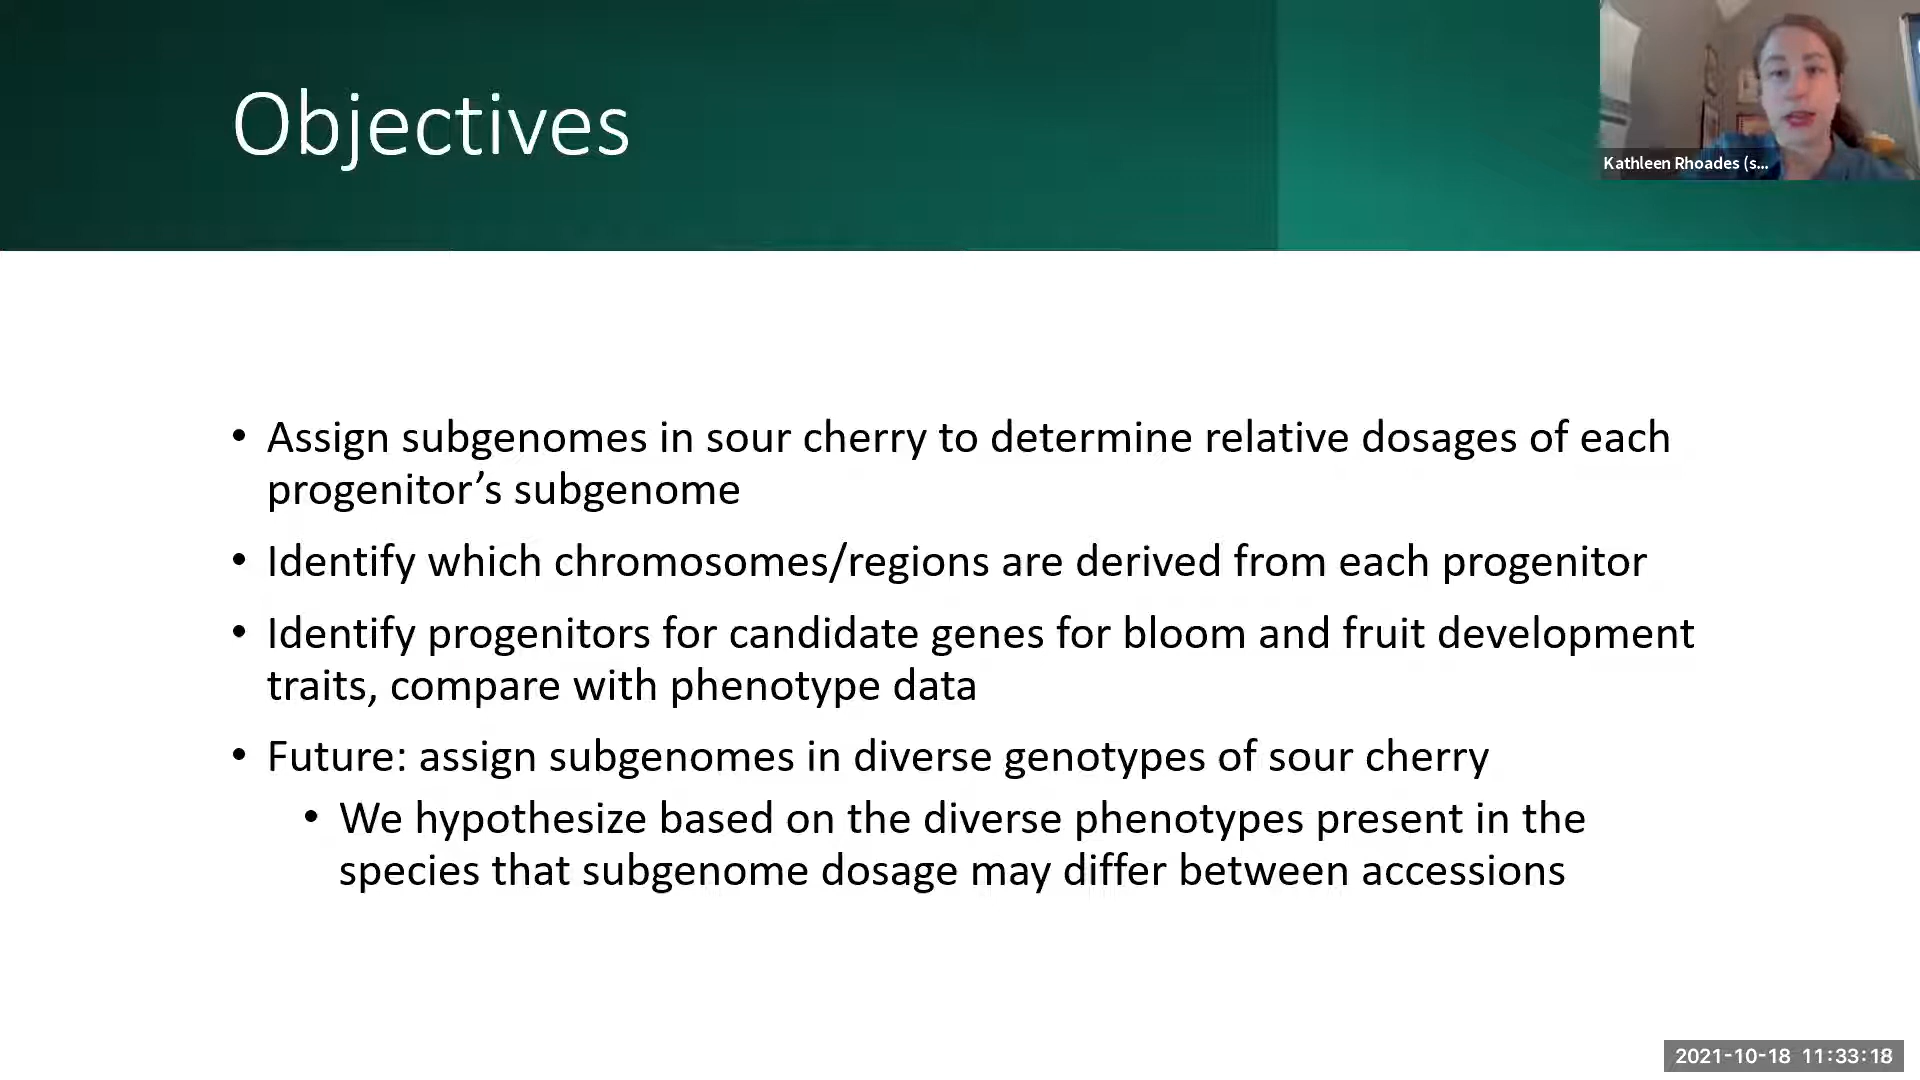 Objectives
Kathleen Rhoades (s...
• Assign subgenomes in sour cherry to determine relative dosages of each
progenitor’s subgenome
• Identify which chromosomes/regions are derived from each progenitor
• Identify progenitors for candidate genes for bloom and fruit development
traits, compare with phenotype data
• Future: assign subgenomes in diverse genotypes of sour cherry
• We hypothesize based on the diverse phenotypes present in the
species that subgenome dosage may differ between accessions
2021-10-18 11:33:18